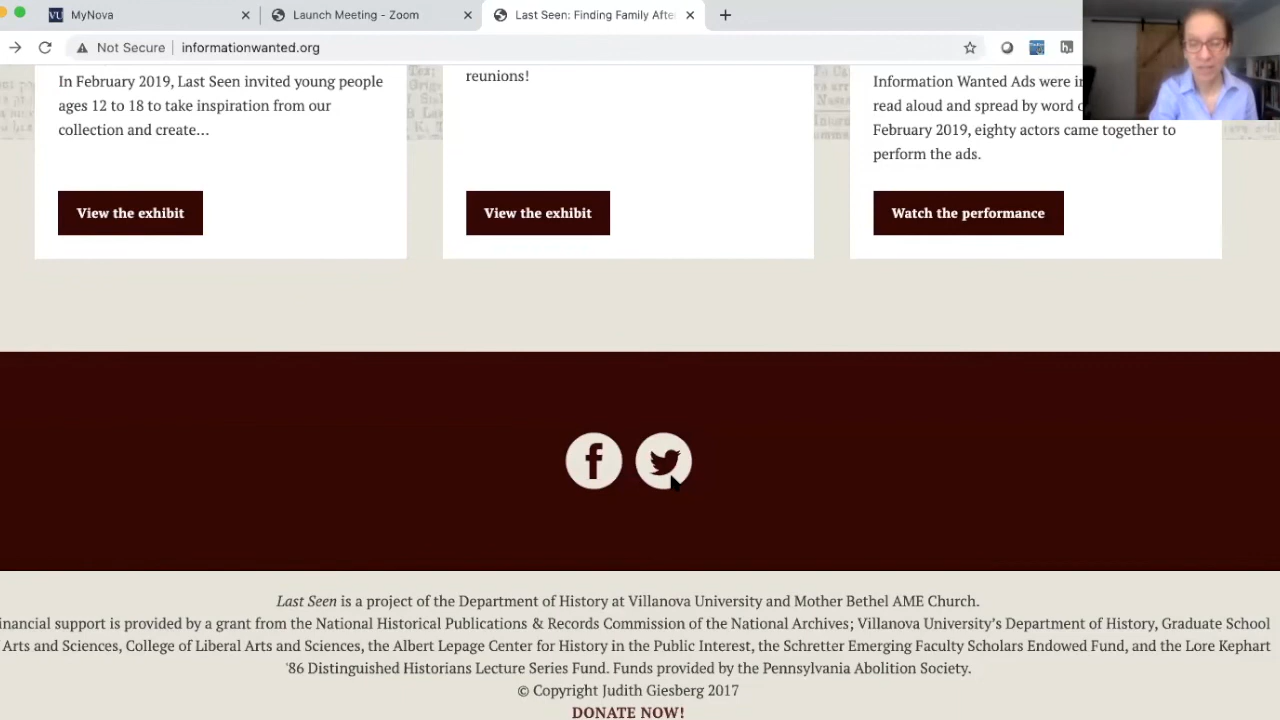 MyNova
Launch Meeting - Zoom
Last Seen: Finding Family Afte
Not Secure
informationwanted.org
In February 2019, Last Seen invited young people
ages 12 to 18 to take inspiration from our
collection and create…
View the exhibit
reunions!
View the exhibit
Information Wanted Ads were in
read aloud and spread by word o
February 2019, eighty actors came together to
perform the ads.
Watch the performance
Last Seen is a project of the Department of History at Villanova University and Mother Bethel AME Church.
inancial support is provided by a grant from the National Historical Publications & Records Commission of the National Archives; Villanova University’s Department of History, Graduate School
Arts and Sciences, College of Liberal Arts and Sciences, the Albert Lepage Center for History in the Public Interest, the Schretter Emerging Faculty Scholars Endowed Fund, and the Lore Kephart
'86 Distinguished Historians Lecture Series Fund. Funds provided by the Pennsylvania Abolition Society.
© Copyright Judith Giesberg 2017
DONATE NOW!